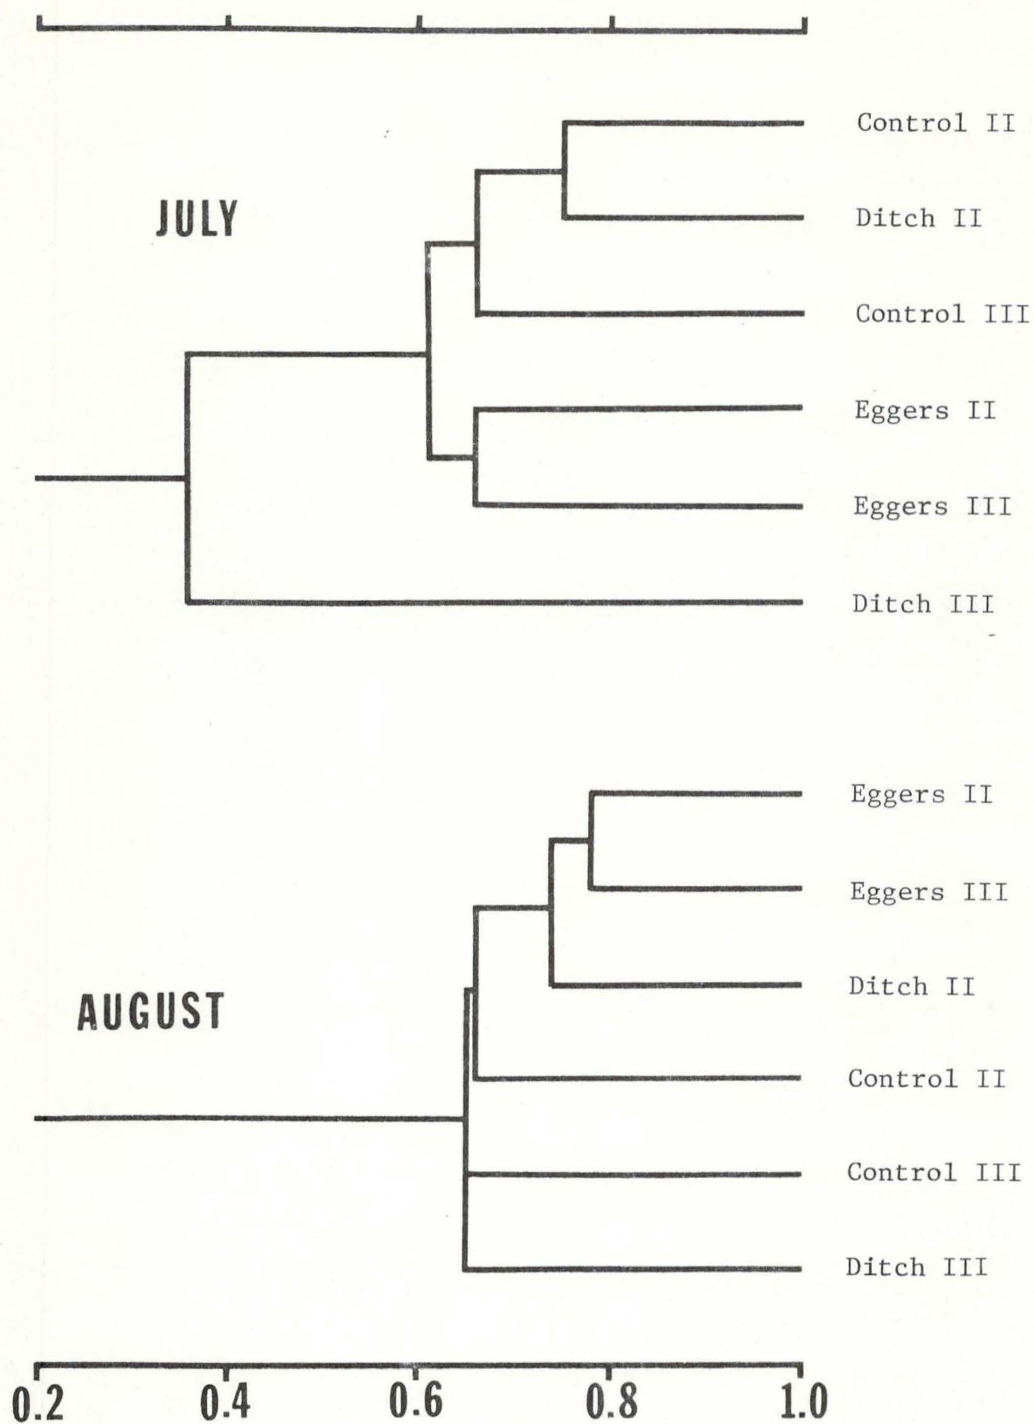 Control II
JULY
Ditch II
Control III
Eggers II
Eggers III
Ditch III
Eggers II
Eggers III
Ditch II
AUGUST
Control II
Control III
Ditch III
0.2 0.4 0.6 0.8 1.0